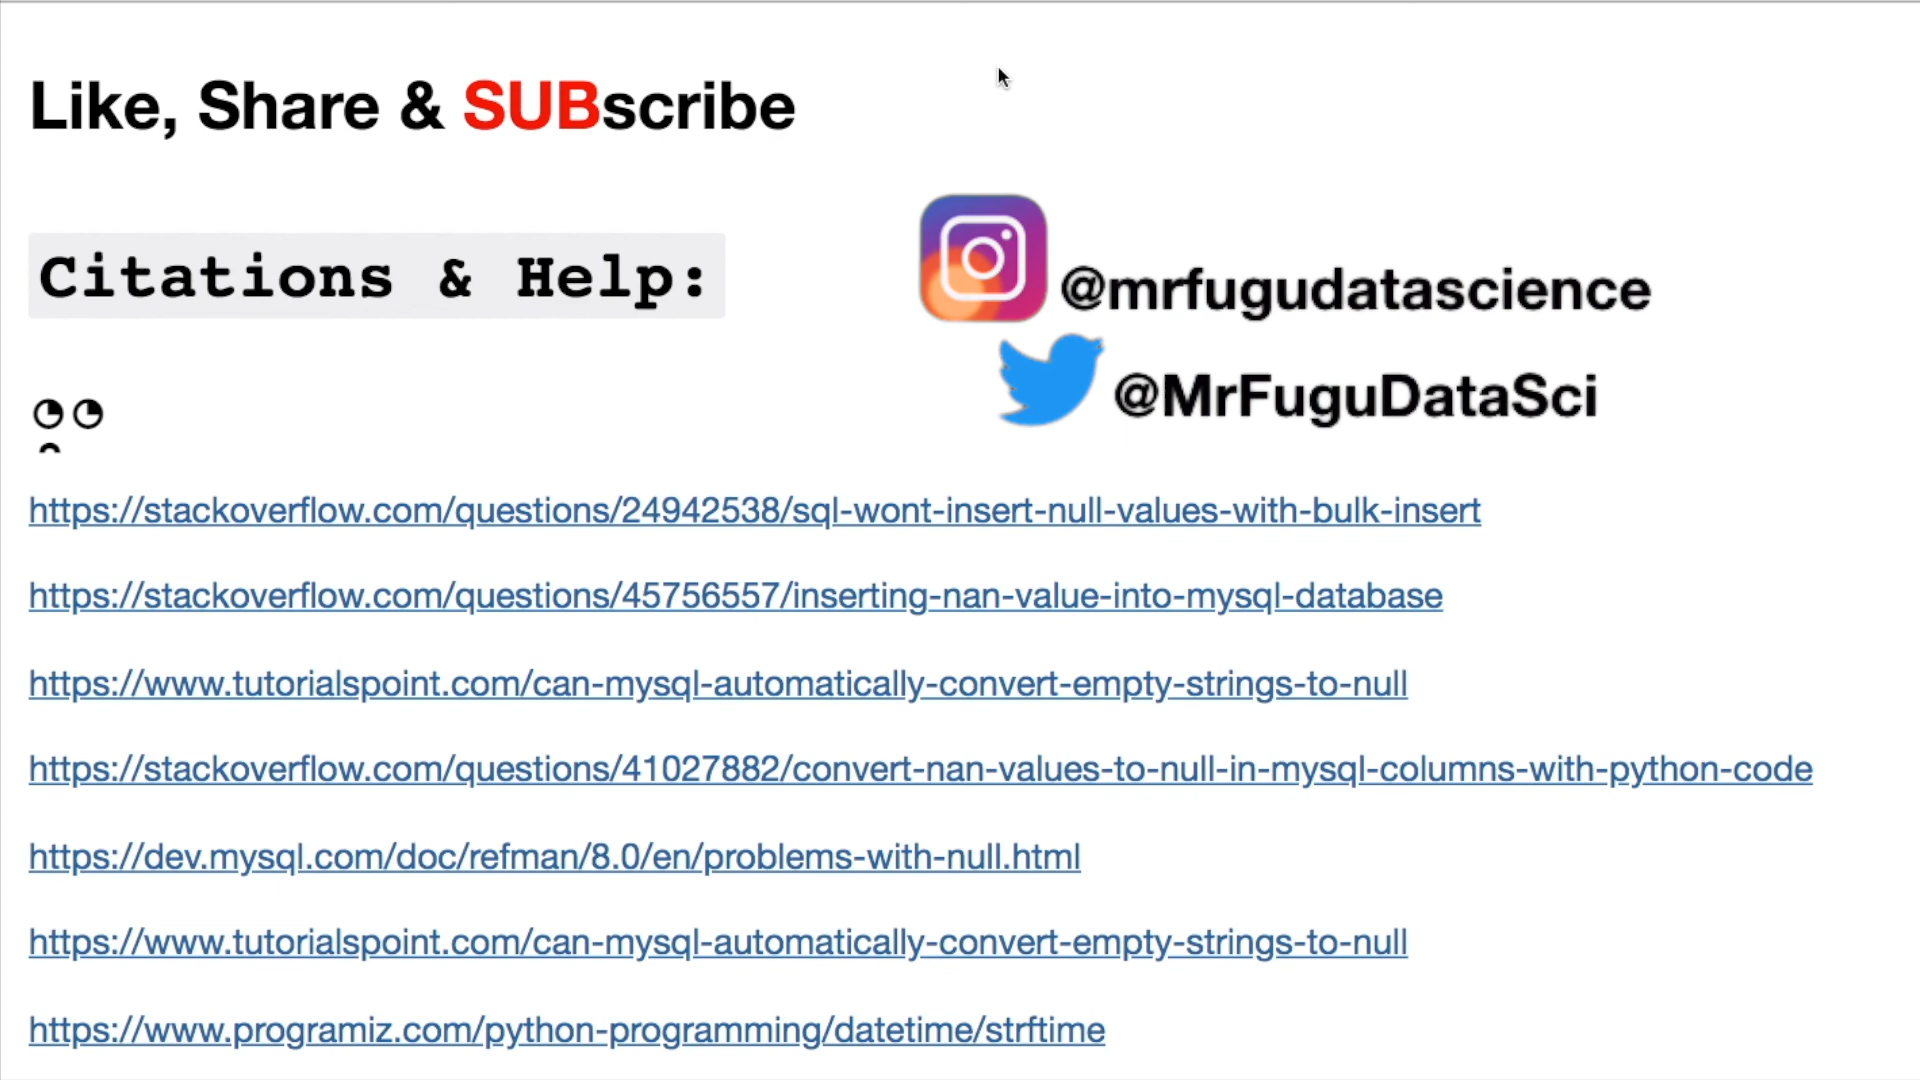 Like, Share & SUBscribe
Citations & Help:
@mrfugudatascience
@MrFuguDataSci
◔◔
https://stackoverflow.com/questions/24942538/sql-wont-insert-null-values-with-bulk-insert
https://stackoverflow.com/questions/45756557/inserting-nan-value-into-mysql-database
https://www.tutorialspoint.com/can-mysql-automatically-convert-empty-strings-to-null
https://stackoverflow.com/questions/41027882/convert-nan-values-to-null-in-mysql-columns-with-python-code
https://dev.mysql.com/doc/refman/8.0/en/problems-with-null.html
https://www.tutorialspoint.com/can-mysql-automatically-convert-empty-strings-to-null
https://www.programiz.com/python-programming/datetime/strftime